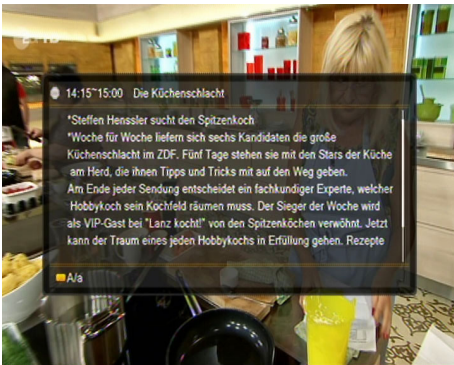 ZDF
14:15~15:00 Die Küchenschlacht
*Steffen Henssler sucht den Spitzenkoch
*Woche für Woche liefern sich sechs Kandidaten die große
Küchenschlacht im ZDF. Fünf Tage stehen sie mit den Stars der Küche
am Herd, die ihnen Tipps und Tricks mit auf den Weg geben.
Am Ende jeder Sendung entscheidet ein fachkundiger Experte, welcher
Hobbykoch sein Kochfeld räumen muss. Der Sieger der Woche wird
als VIP-Gast bei "Lanz kocht!" von den Spitzenköchen verwöhnt. Jetzt
kann der Traum eines jeden Hobbykochs in Erfüllung gehen. Rezepte
A/a